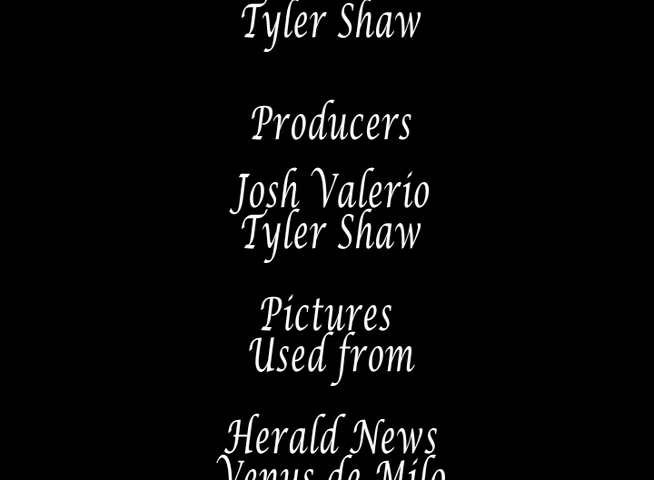 Tyler Shaw
Producers
Josh Valerio
Tyler Shaw
Pictures
Used from
Herald News
Venus de Milo